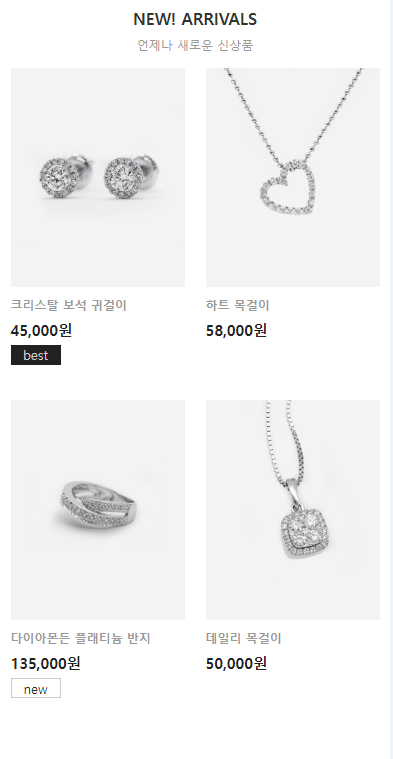 NEW! ARRIVALS
언제나 새로운 신상품
크리스탈 보석 귀걸이
45,000원
best
하트 목걸이
58,000원
다이아몬든 플래티늄 반지
135,000원
new
데일리 목걸이
50,000원